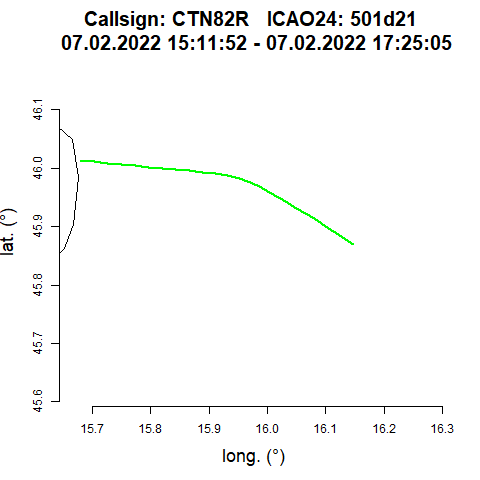 Callsign: CTN82R   ICAO24: 501d21
07.02.2022 15:11:52 - 07.02.2022 17:25:05
46.1
46.0
45.9
45.8
45.7
45.6
lat. (°)
15.7 15.8 15.9 16.0 16.1 16.2 16.3
long. (°)